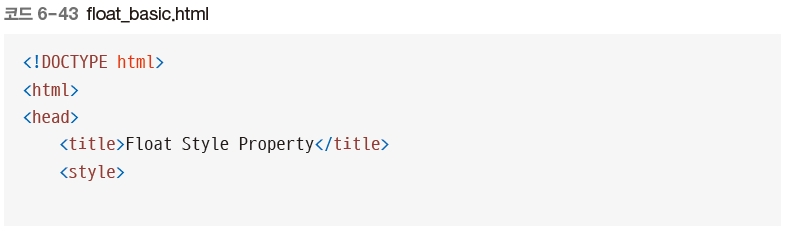 코드 6-43 float_basic.html
<!DOCTYPE html>
<html>
<head>
    <title>Float Style Property</title>
    <style>